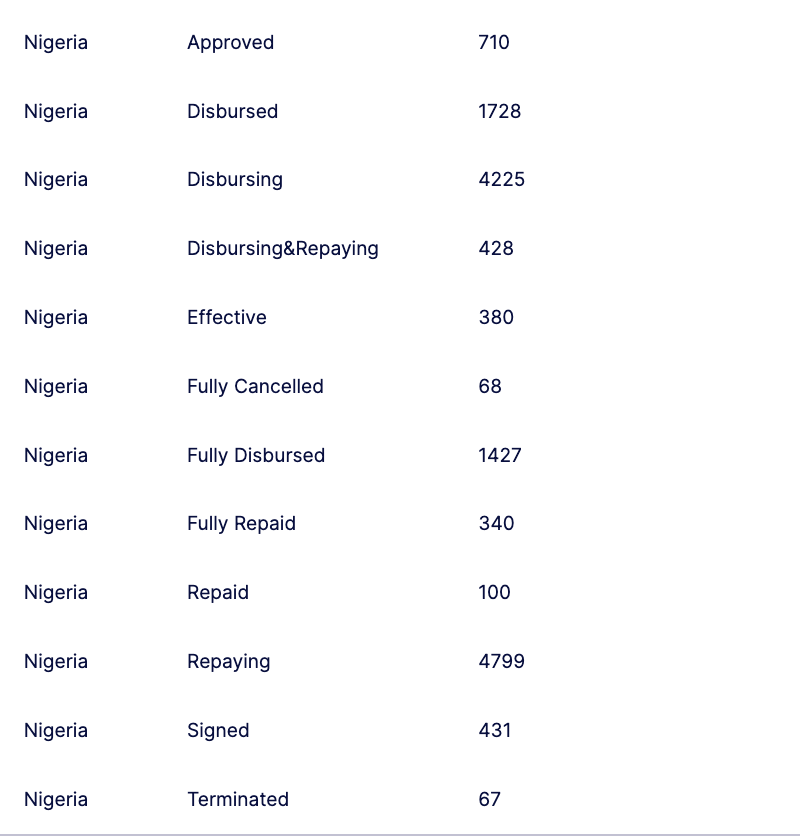 Nigeria Approved 710
Nigeria Disbursed 1728
Nigeria Disbursing 4225
Nigeria Disbursing&Repaying 428
Nigeria Effective 380
Nigeria Fully Cancelled 68
Nigeria Fully Disbursed 1427
Nigeria Fully Repaid 340
Nigeria Repaid 100
Nigeria Repaying 4799
Nigeria Signed 431
Nigeria Terminated 67